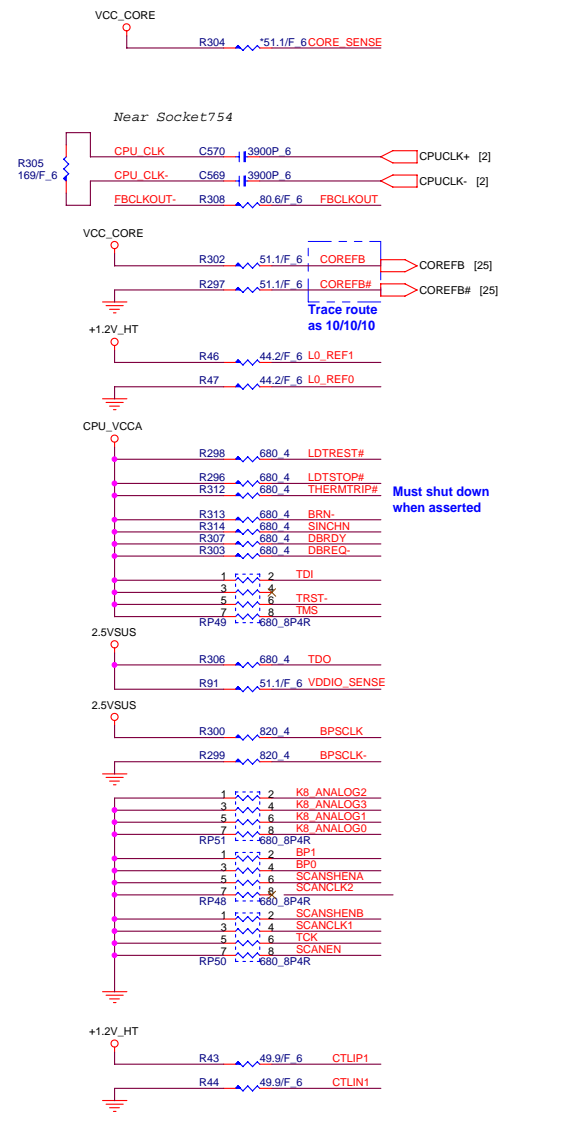 VCC_CORE
R304 *51.1/F_6 CORE_SENSE
Near Socket754
R305
169/F_6
CPU_CLK C570 3900P_6 CPUCLK+ [2]
CPU_CLK- C569 3900P_6 CPUCLK- [2]
FBCLKOUT- R308 80.6/F_6 FBCLKOUT
VCC_CORE
R302 51.1/F_6 COREFB COREFB [25]
R297 51.1/F_6 COREFB# COREFB# [25]
Trace route
as 10/10/10
+1.2V_HT
R46 44.2/F_6 L0_REF1
R47 44.2/F_6 L0_REF0
CPU_VCCA
R298 680_4 LDTREST#
R296 680_4 LDTSTOP#
R312 680_4 THERMTRIP#
Must shut down
when asserted
R313 680_4 BRN-
R314 680_4 SINCHN
R307 680_4 DBRDY
R303 680_4 DBREQ-
1 2 TDI
3 4
5 6 TRST-
7 8 TMS
RP49 680_8P4R
2.5VSUS
R306 680_4 TDO
R91 51.1/F_6 VDDIO_SENSE
2.5VSUS
R300 820_4 BPSCLK
R299 820_4 BPSCLK-
1 2 K8_ANALOG2
3 4 K8_ANALOG3
5 6 K8_ANALOG1
7 8 K8_ANALOG0
RP51 680_8P4R
1 2 BP1
3 4 BP0
5 6 SCANSHENA
7 8 SCANCLK2
RP48 680_8P4R
1 2 SCANSHENB
3 4 SCANCLK1
5 6 TCK
7 8 SCANEN
RP50 680_8P4R
+1.2V_HT
R43 49.9/F_6 CTLIP1
R44 49.9/F_6 CTLIN1